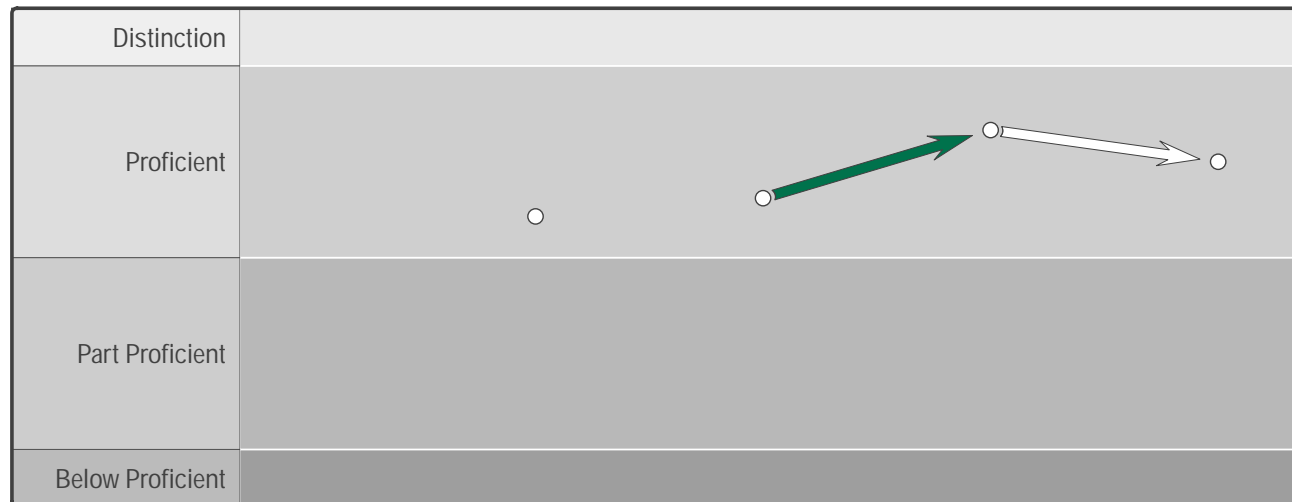 Distinction
Proficient
Part Proficient
Below Proficient